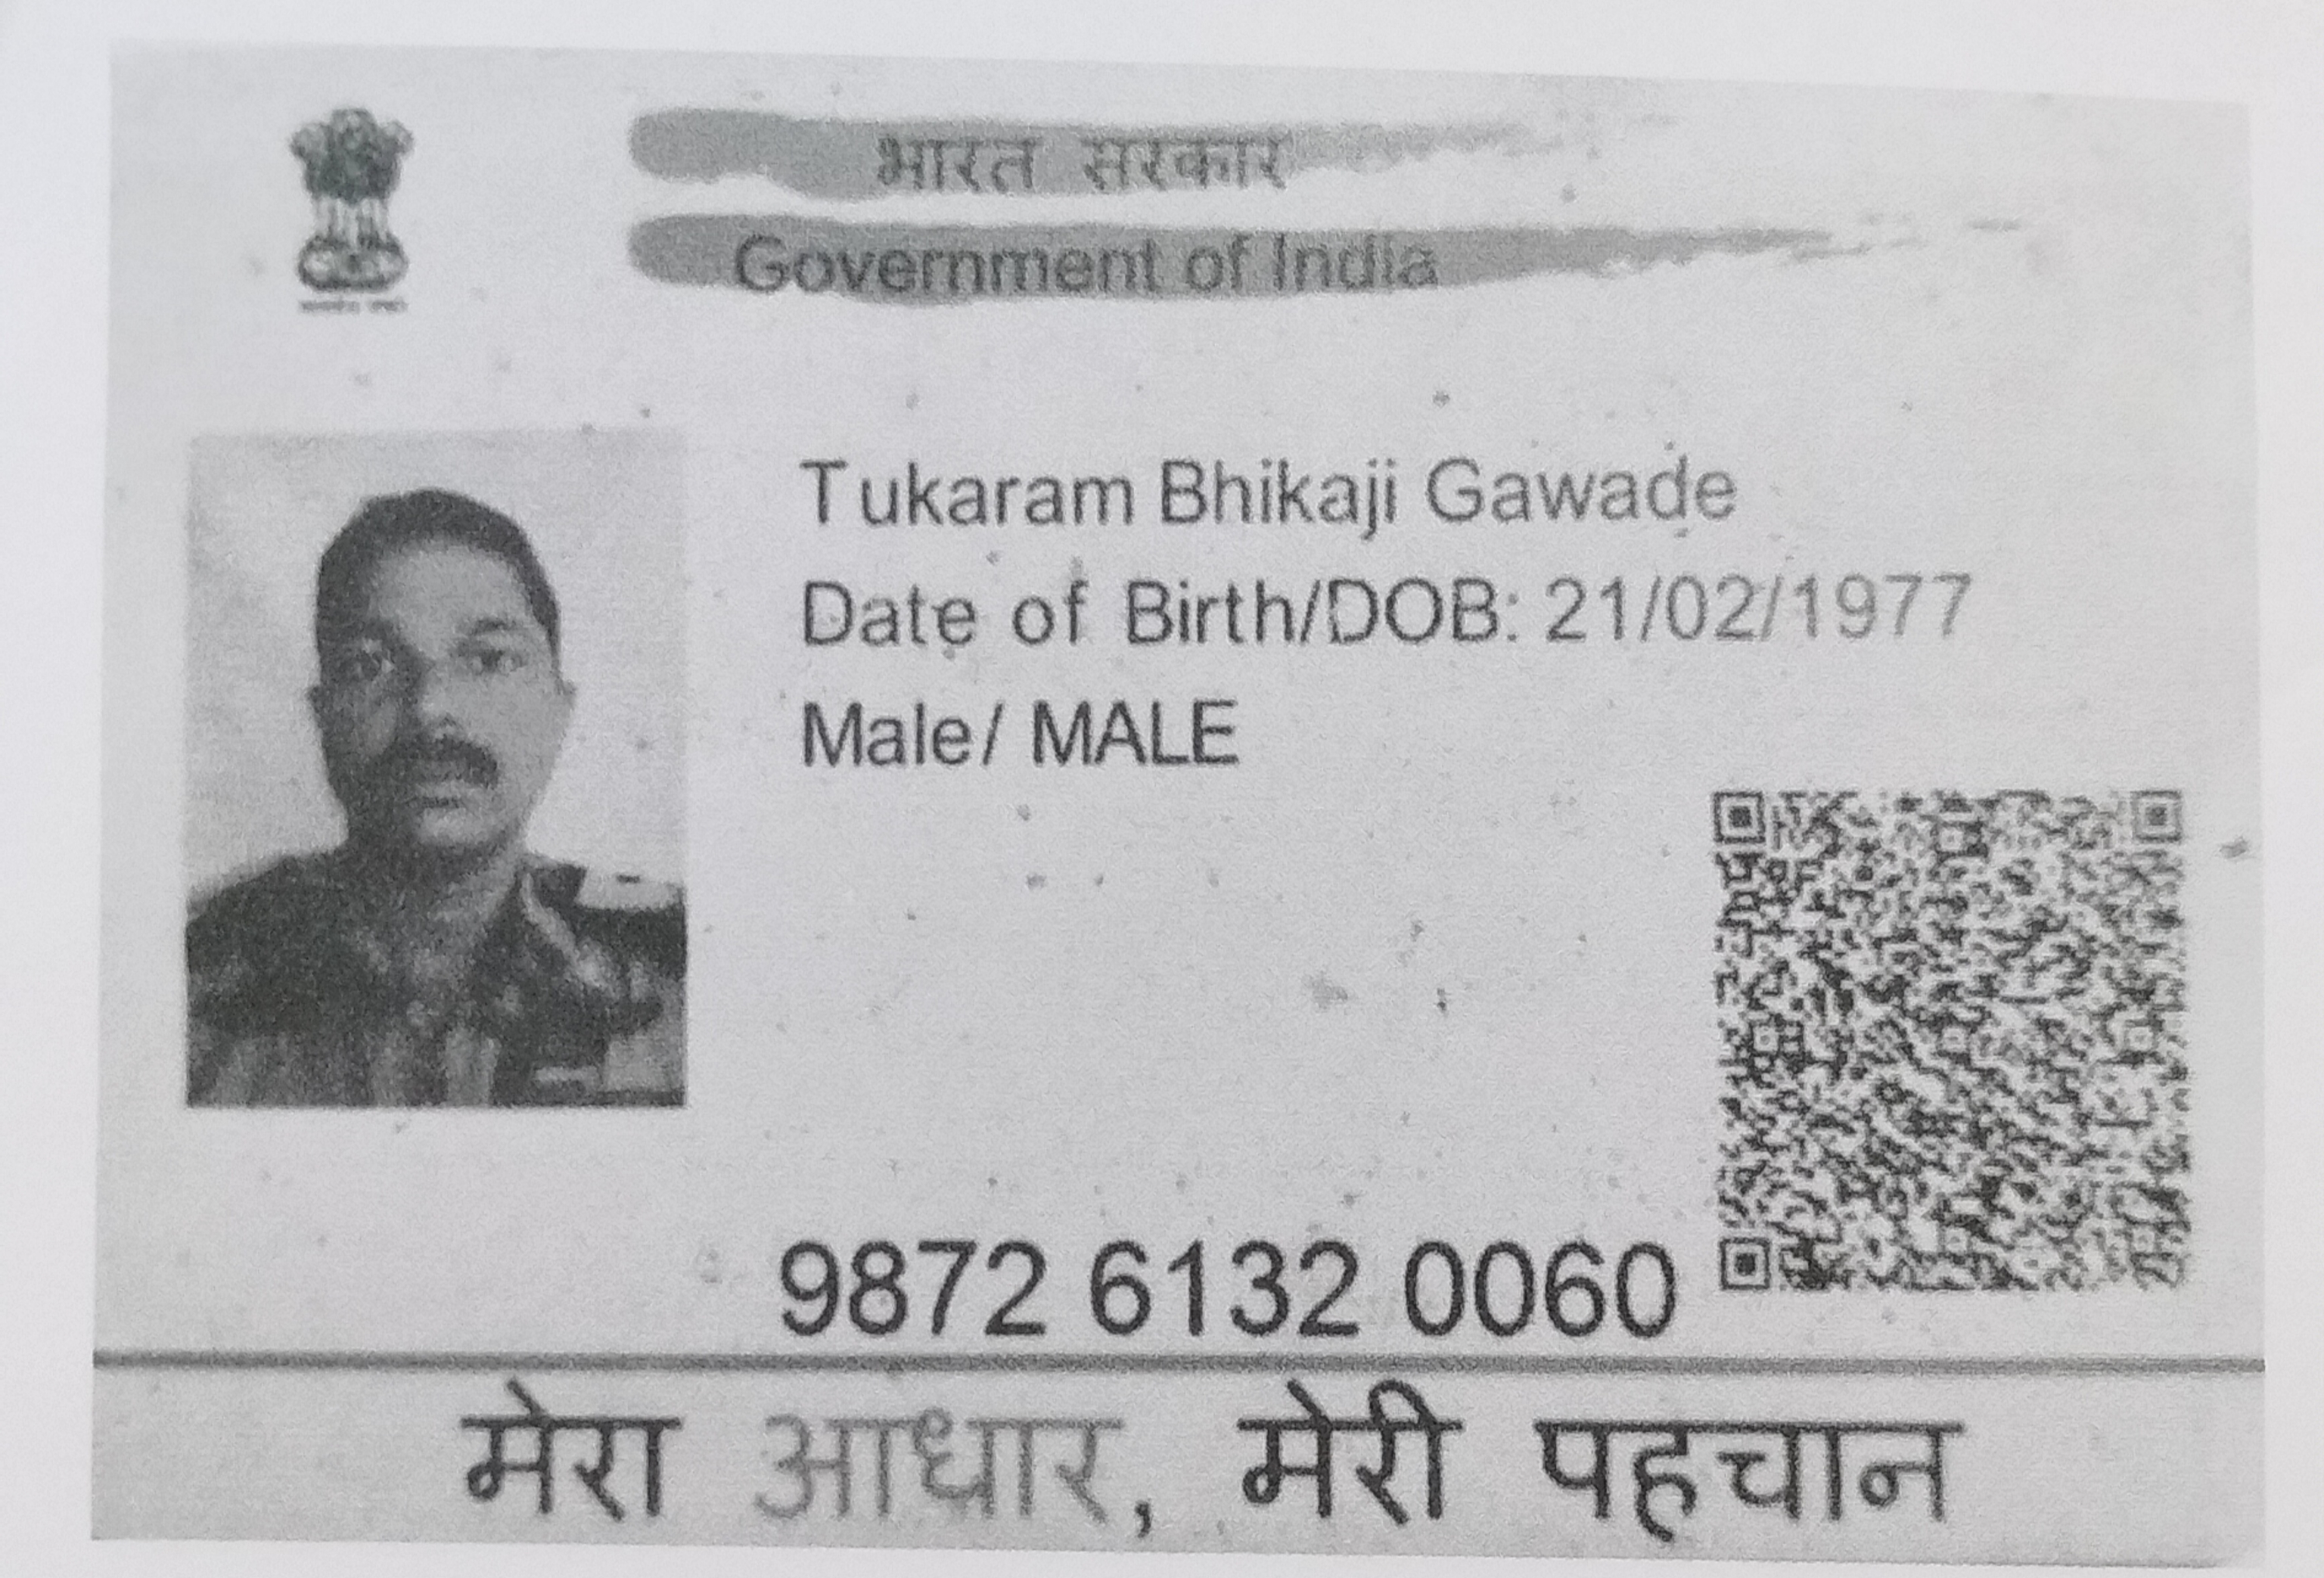 भारत सरकार
Government of India
Tukaram Bhikaji Gawade
Date of Birth/DOB: 21/02/1977
Male/ MALE
9872 6132 0060
मेरा आधार, मेरी पहचान